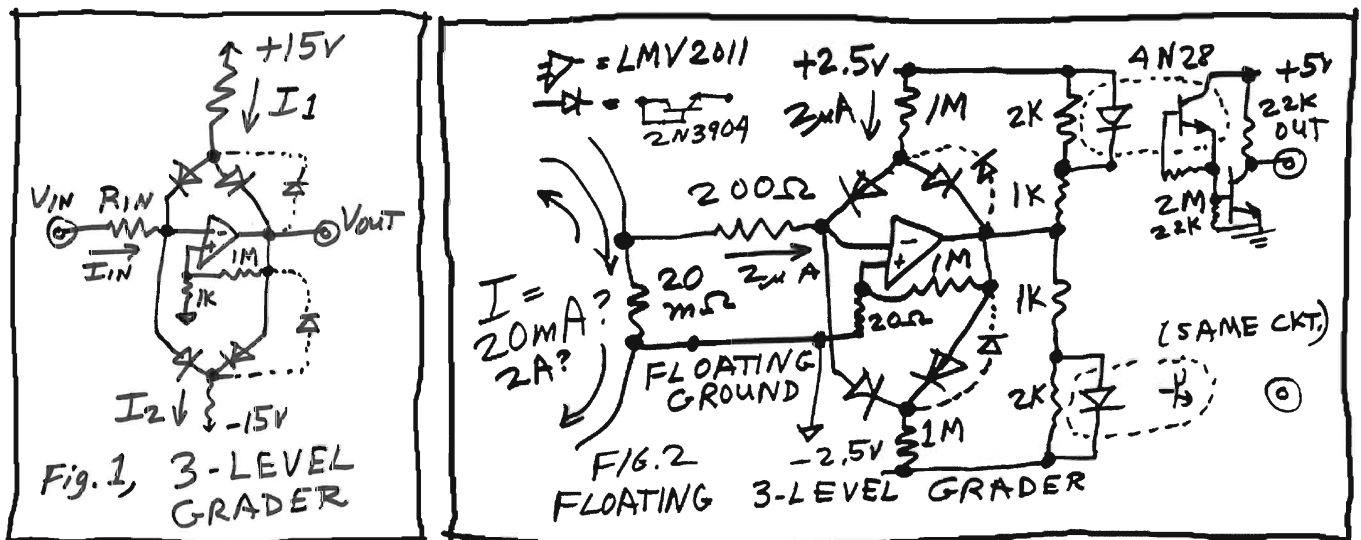 +15V
I1
VIN
RIN
IIN
-
+
1M
1K
VOUT
I2
-15V
Fig. 1, 3-LEVEL
GRADER
= LMV2011
=
2N3904
+2.5V
2μA
1M
2K
4N28
+5V
22K
OUT
200Ω
2μA
1K
2M
22K
-
+
1M
20Ω
I =
20mA?
2A?
20
mΩ
FLOATING
GROUND
1K
(SAME CKT.)
2K
-2.5V
1M
FIG. 2
FLOATING 3-LEVEL GRADER